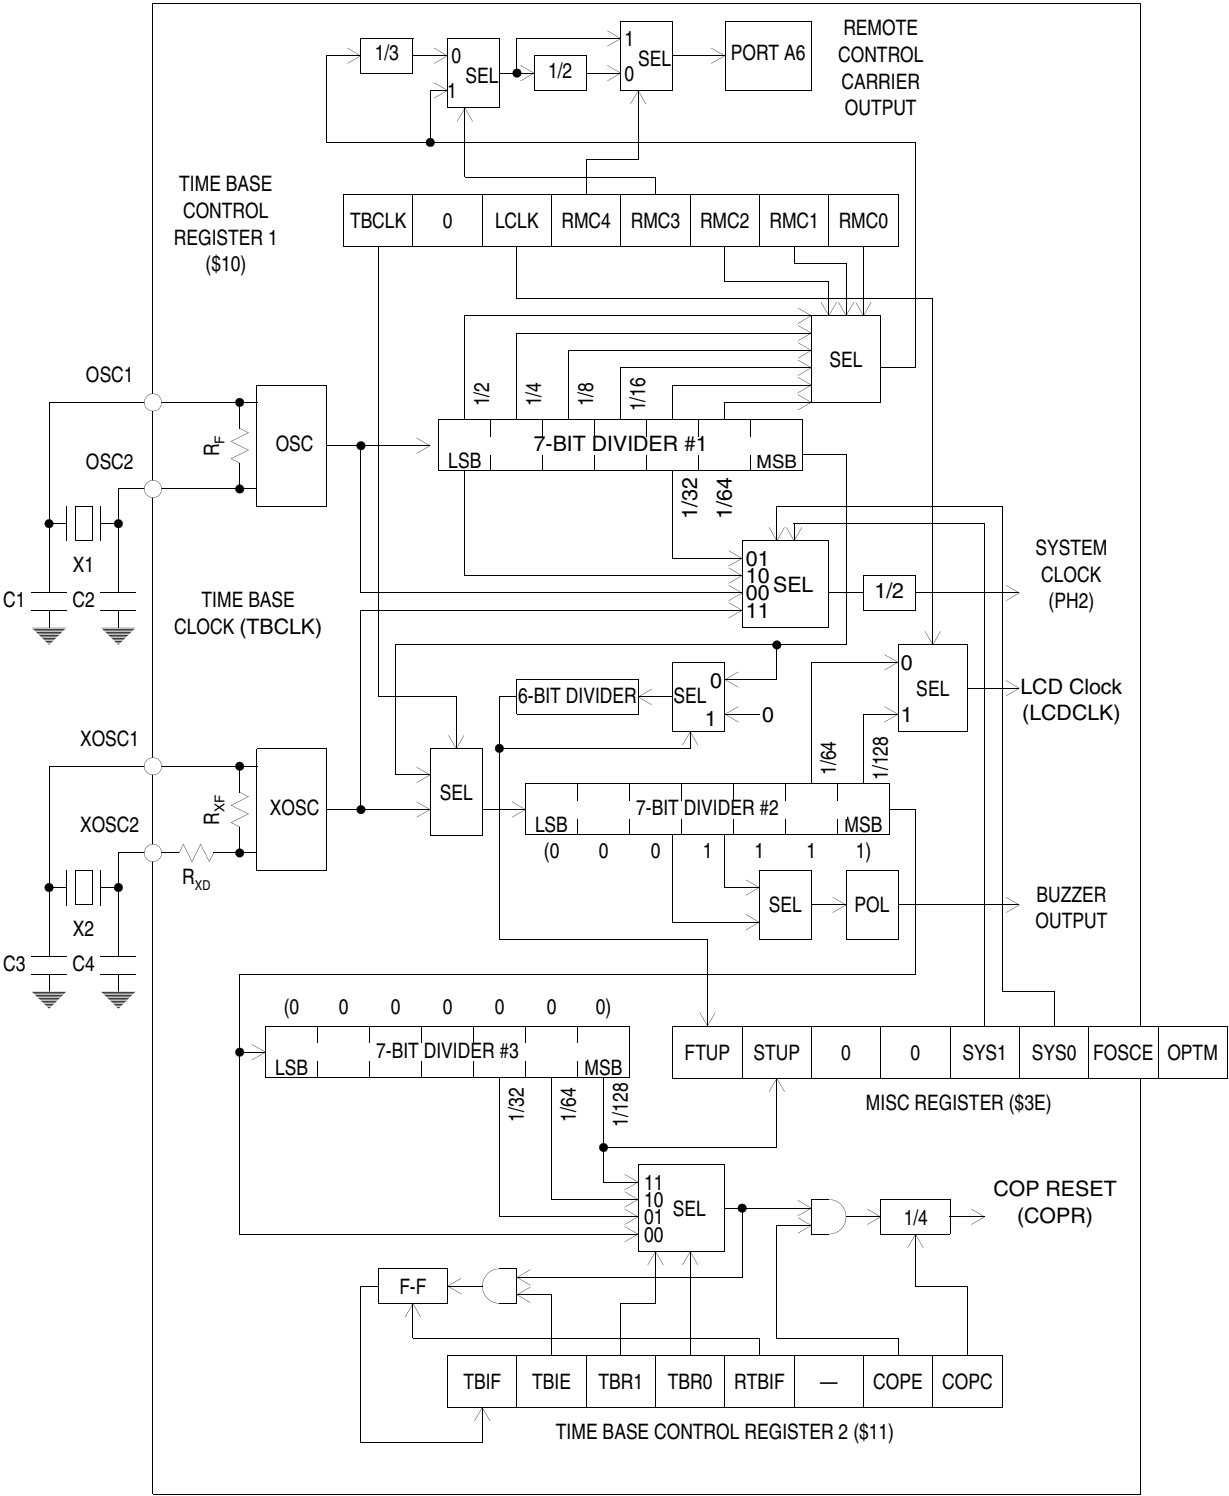 REMOTE
CONTROL
CARRIER
OUTPUT
1/3
0
1
SEL
1/2
1
0
SEL
PORT A6
TIME BASE
CONTROL
REGISTER 1
($10)
TBCLK 0 LCLK RMC4 RMC3 RMC2 RMC1 RMC0
SEL
1/2 1/4 1/8 1/16
OSC1
OSC2
RF
OSC
7-BIT DIVIDER #1
LSB MSB
1/32 1/64
X1
C1 C2
TIME BASE
CLOCK (TBCLK)
01
10
00
11
SEL
1/2
SYSTEM
CLOCK
(PH2)
6-BIT DIVIDER
SEL
0
1
0
0
1
SEL
LCD Clock
(LCDCLK)
1/64 1/128
XOSC1
XOSC2
RXF
RXD
XOSC
SEL
7-BIT DIVIDER #2
LSB MSB
(0 0 0 1 1 1 1)
X2
C3 C4
SEL
POL
BUZZER
OUTPUT
(0 0 0 0 0 0 0)
7-BIT DIVIDER #3
LSB MSB
1/32 1/64 1/128
FTUP STUP 0 0 SYS1 SYS0 FOSCE OPTM
MISC REGISTER ($3E)
11
10
01
00
SEL
1/4
COP RESET
(COPR)
F-F
TBIF TBIE TBR1 TBR0 RTBIF — COPE COPC
TIME BASE CONTROL REGISTER 2 ($11)